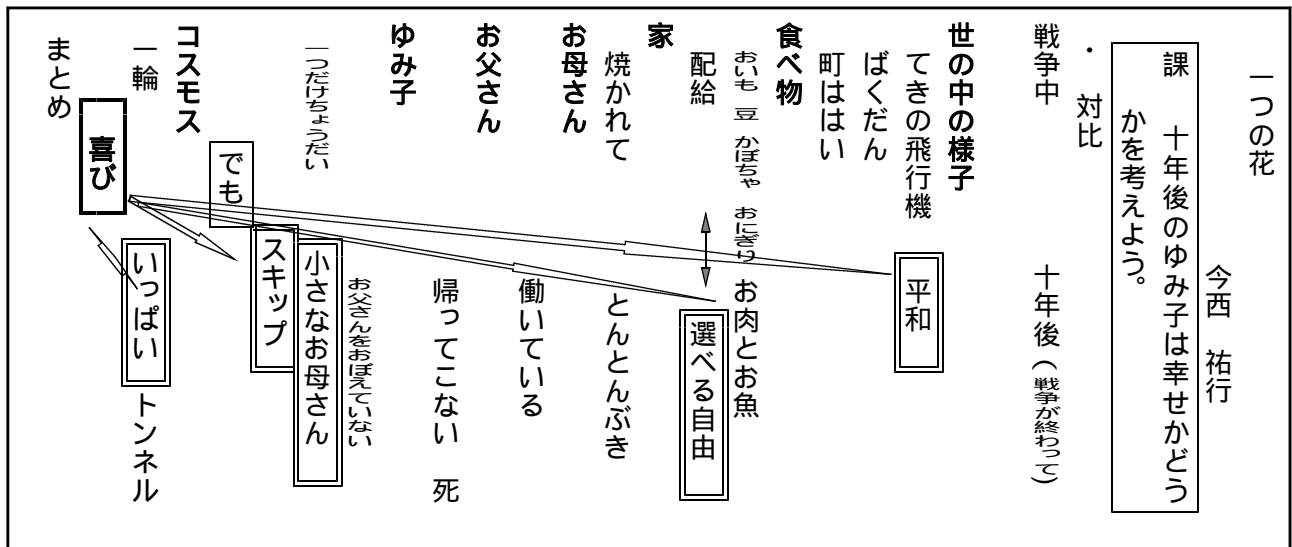 一つの花
今西　祐行
課　十年後のゆみ子は幸せかどう
かを考えよう。
・　対比
戦争中　十年後(戦争が終わって)
世の中の様子
てきの飛行機　平和
ばくだん
町ははい
食べ物
おいも　豆　かぼちゃ　おにぎり　お肉とお魚
配給　選べる自由
家
焼かれて　とんとんぶき
お母さん
働いている
お父さん
帰ってこない　死
ゆみ子
お父さんをおぼえていない
一つだけちょうだい　小さなお母さん
スキップ
でも
コスモス
一輪　いっぱい　トンネル
喜び
まとめ